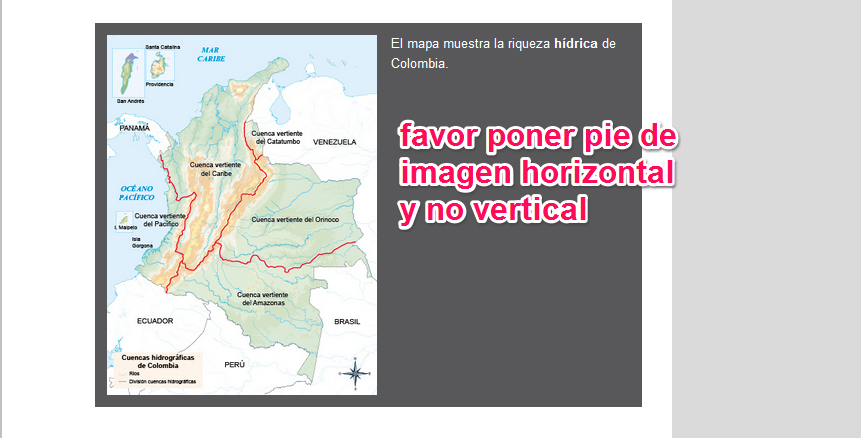 El mapa muestra la riqueza hídrica de
Colombia.
favor poner pie de
imagen horizontal
y no vertical
Santa Catalina
Providencia
San Andrés
MAR
CARIBE
PANAMÁ
Cuenca vertiente
del Catatumbo
VENEZUELA
Cuenca vertiente
del Caribe
OCÉANO
PACÍFICO
Cuenca vertiente
del Pacífico
Cuenca vertiente del Orinoco
I. Malpelo
Isla
Gorgona
Cuenca vertiente
del Amazonas
ECUADOR
BRASIL
PERÚ
Cuencas hidrográficas
de Colombia
Ríos
División cuencas hidrográficas